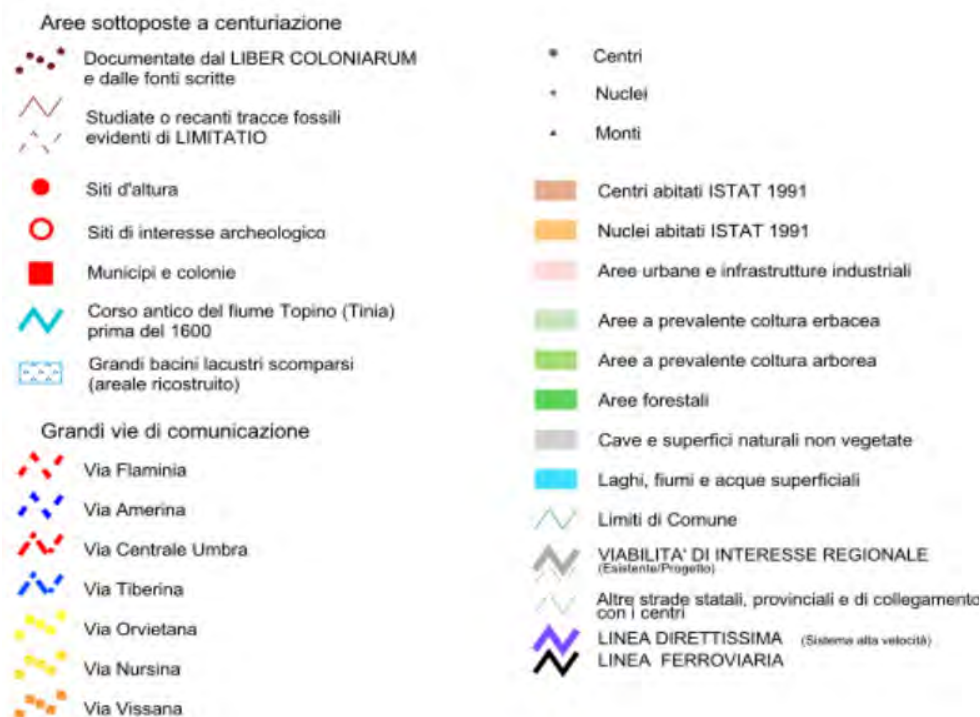 Aree sottoposte a centuriazione
Documentate dal LIBER COLONIARUM
e dalle fonti scritte
Studiate o recanti tracce fossili
evidenti di LIMITATIO
Siti d'altura
Siti di interesse archeologico
Municipi e colonie
Corso antico del fiume Topino (Tinia)
prima del 1600
Grandi bacini lacustri scomparsi
(areale ricostruito)
Grandi vie di comunicazione
Via Flaminia
Via Amerina
Via Centrale Umbra
Via Tiberina
Via Orvietana
Via Nursina
Via Vissana
Centri
Nuclei
Monti
Centri abitati ISTAT 1991
Nuclei abitati ISTAT 1991
Aree urbane e infrastrutture industriali
Aree a prevalente coltura erbacea
Aree a prevalente coltura arborea
Aree forestali
Cave e superfici naturali non vegetate
Laghi, fiumi e acque superficiali
Limiti di Comune
VIABILITA' DI INTERESSE REGIONALE
(Esistente/Progetto)
Altre strade statali, provinciali e di collegamento
con i centri
LINEA DIRETTISSIMA (Sistema alta velocità)
LINEA FERROVIARIA